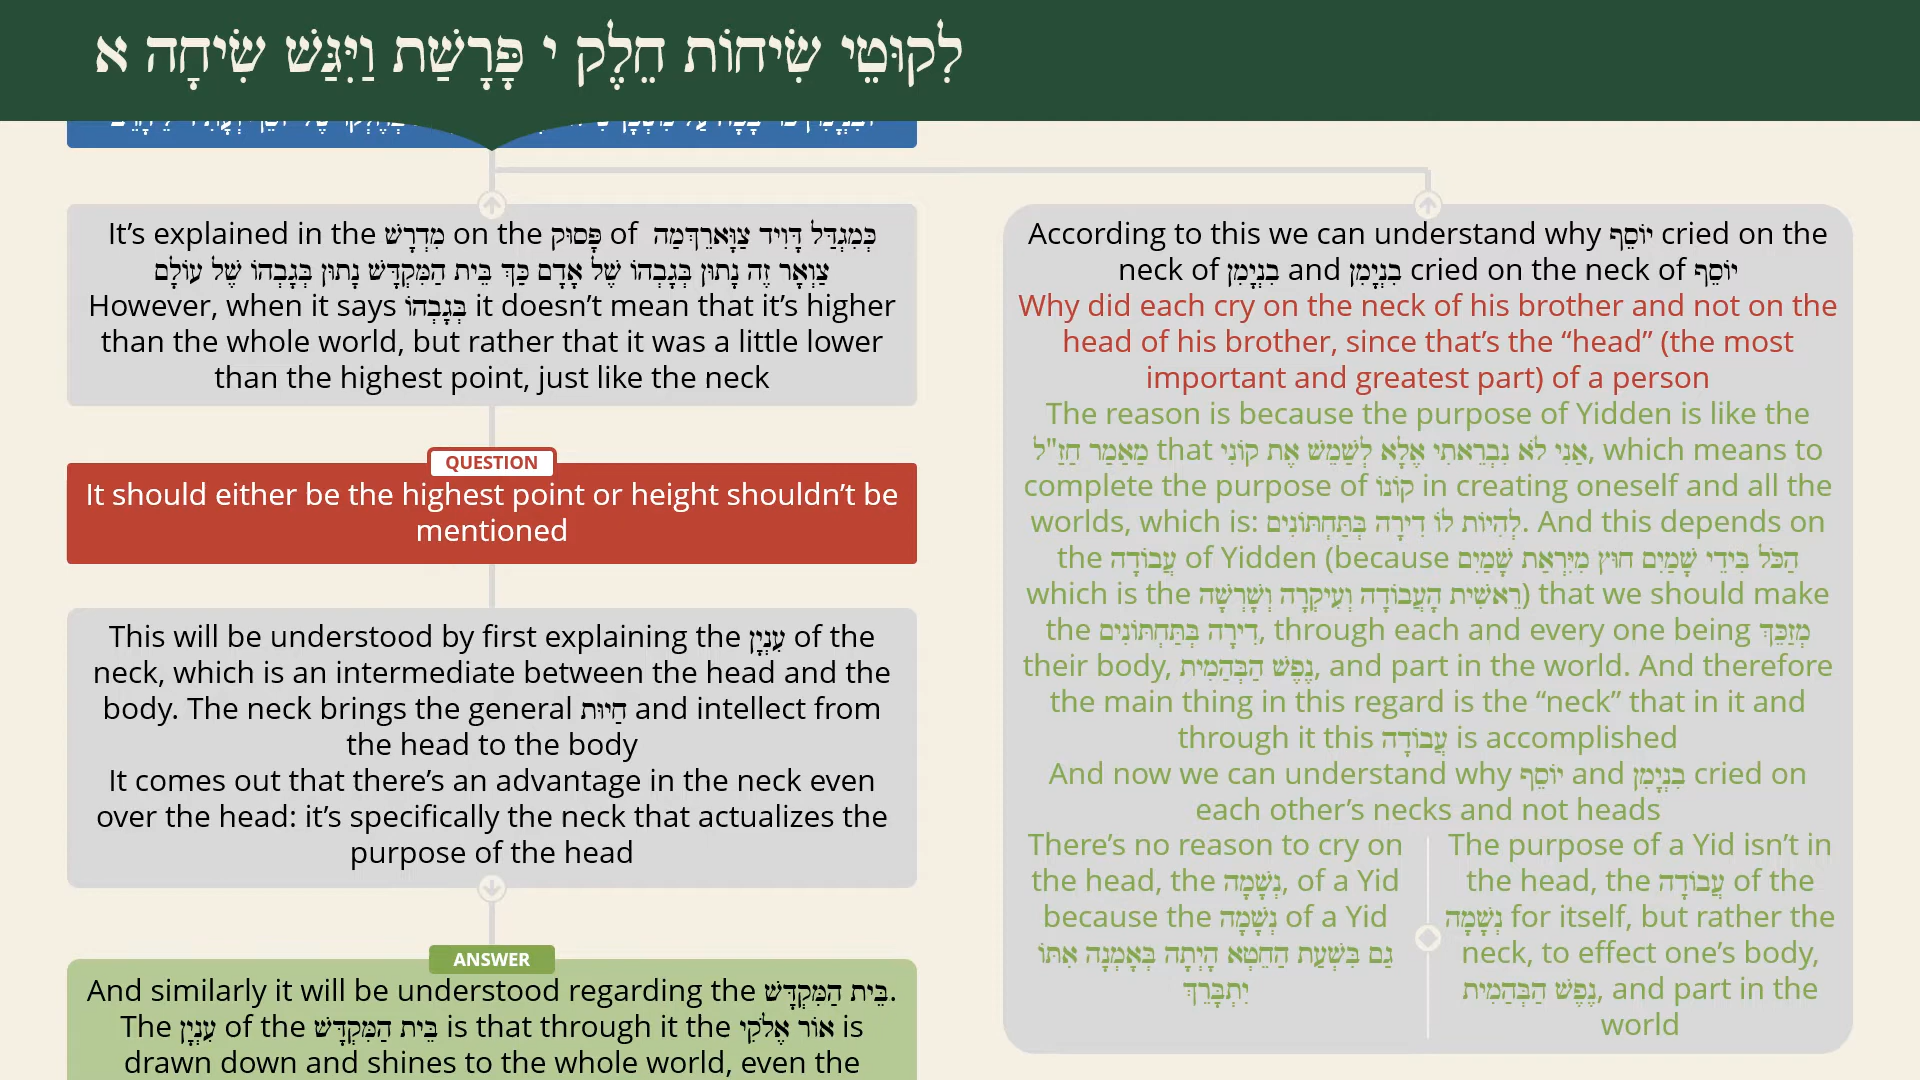 לִקוּטֵי שִׂיחוֹת חֵלֶק י פָּרָשַׁת וַיִּגַּשׁ שִׂיחָה א
It’s explained in the מִדְרָשׁ on the פָּסוּק of כְּמִגְדַּל דָּוִיד צַוָּארֵךְמַה
צַוְאָר זֶה נָתוּן בְּגָבְהוֹ שֶׁל אָדָם כַּךְ בֵּית הַמִּקְדָּשׁ נָתוּן בְּגָבְהוֹ שֶׁל עוֹלָם
However, when it says בְּגָבְהוֹ it doesn’t mean that it’s higher
than the whole world, but rather that it was a little lower
than the highest point, just like the neck
QUESTION
It should either be the highest point or height shouldn’t be
mentioned
This will be understood by first explaining the עִנְיָן of the
neck, which is an intermediate between the head and the
body. The neck brings the general חַיוּת and intellect from
the head to the body
It comes out that there’s an advantage in the neck even
over the head: it’s specifically the neck that actualizes the
purpose of the head
ANSWER
And similarly it will be understood regarding the בֵּית הַמִּקְדָּשׁ.
The עִנְיָן of the בֵּית הַמִּקְדָּשׁ is that through it the אוֹר אֱלֹקִי is
drawn down and shines to the whole world, even the
According to this we can understand why יוֹסֵף cried on the
neck of בִּנְיָמִן and בִּנְיָמִן cried on the neck of יוֹסֵף
Why did each cry on the neck of his brother and not on the
head of his brother, since that’s the “head” (the most
important and greatest part) of a person
The reason is because the purpose of Yidden is like the
מַאֲמַר חַזַ"ל that אֲנִי לֹא נִבְרֵאתִי אֶלָּא לְשַׁמֵּשׁ אֶת קוֹנִי, which means to
complete the purpose of קוֹנוֹ in creating oneself and all the
worlds, which is: לִהְיוֹת לוֹ דִּירָה בְּתַּחְתּוֹנִים. And this depends on
the עֲבוֹדָה of Yidden (because הַכֹּל בִּידֵי שָׁמַיִם חוּץ מִיִּרְאַת שָׁמַיִם
which is the רֵאשִׁית הָעֲבוֹדָה וְעִיקְרָהּ וְשָׁרְשָׁהּ) that we should make
the דִּירָה בְּתַּחְתּוֹנִים, through each and every one being מְזַכֵּךְ
their body, נֶפֶשׁ הַבְּהֲמִית, and part in the world. And therefore
the main thing in this regard is the “neck” that in it and
through it this עֲבוֹדָה is accomplished
And now we can understand why יוֹסֵף and בִּנְיָמִן cried on
each other’s necks and not heads
There’s no reason to cry on
the head, the נְשָׁמָה, of a Yid
because the נְשָׁמָה of a Yid
גַּם בִּשְׁעַת הַחֵטְא הָיְתָה בְּאָמְנָה אִתּוֹ
יִתְבָּרֵךְ
The purpose of a Yid isn’t in
the head, the עֲבוֹדָה of the
נְשָׁמָה for itself, but rather the
neck, to effect one’s body,
נֶפֶשׁ הַבְּהֲמִית, and part in the
world